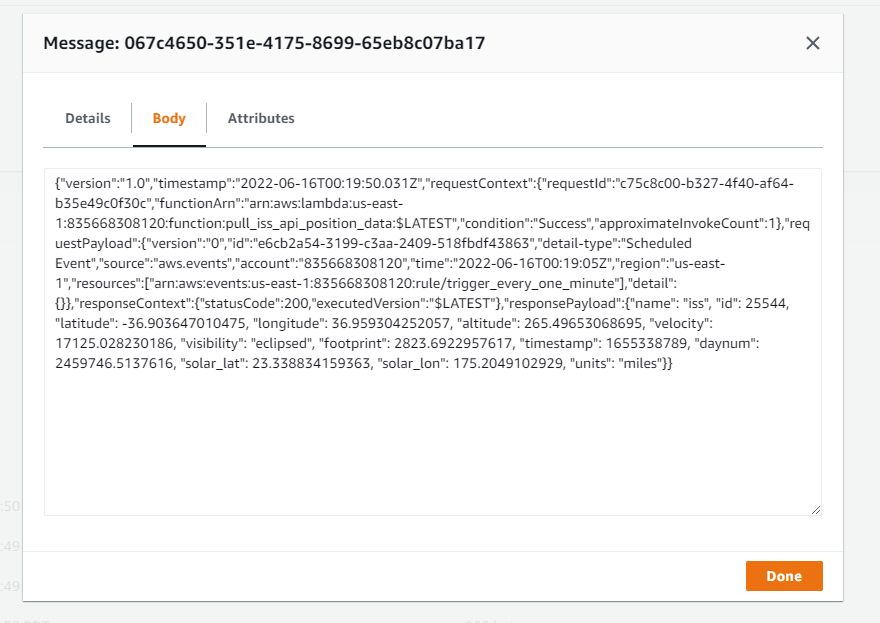 Message: 067c4650-351e-4175-8699-65eb8c07ba17
Details
Body
Attributes
{"version":"1.0","timestamp":"2022-06-16T00:19:50.031Z","requestContext":{"requestId":"c75c8c00-b327-4f40-af64-
b35e49c0f30c","functionArn":"arn:aws:lambda:us-east-
1:835668308120:function:pull_iss_api_position_data:$LATEST","condition":"Success","approximateInvokeCount":1},"req
uestPayload":{"version":"0","id":"e6cb2a54-3199-c3aa-2409-518fbdf43863","detail-type":"Scheduled
Event","source":"aws.events","account":"835668308120","time":"2022-06-16T00:19:05Z","region":"us-east-
1","resources":["arn:aws:events:us-east-1:835668308120:rule/trigger_every_one_minute"],"detail":
{}},"responseContext":{"statusCode":200,"executedVersion":"$LATEST"},"responsePayload":{"name": "iss", "id": 25544,
"latitude": -36.903647010475, "longitude": 36.959304252057, "altitude": 265.49653068695, "velocity":
17125.028230186, "visibility": "eclipsed", "footprint": 2823.6922957617, "timestamp": 1655338789, "daynum":
2459746.5137616, "solar_lat": 23.338834159363, "solar_lon": 175.2049102929, "units": "miles"}}
:50
:49
:49
Done